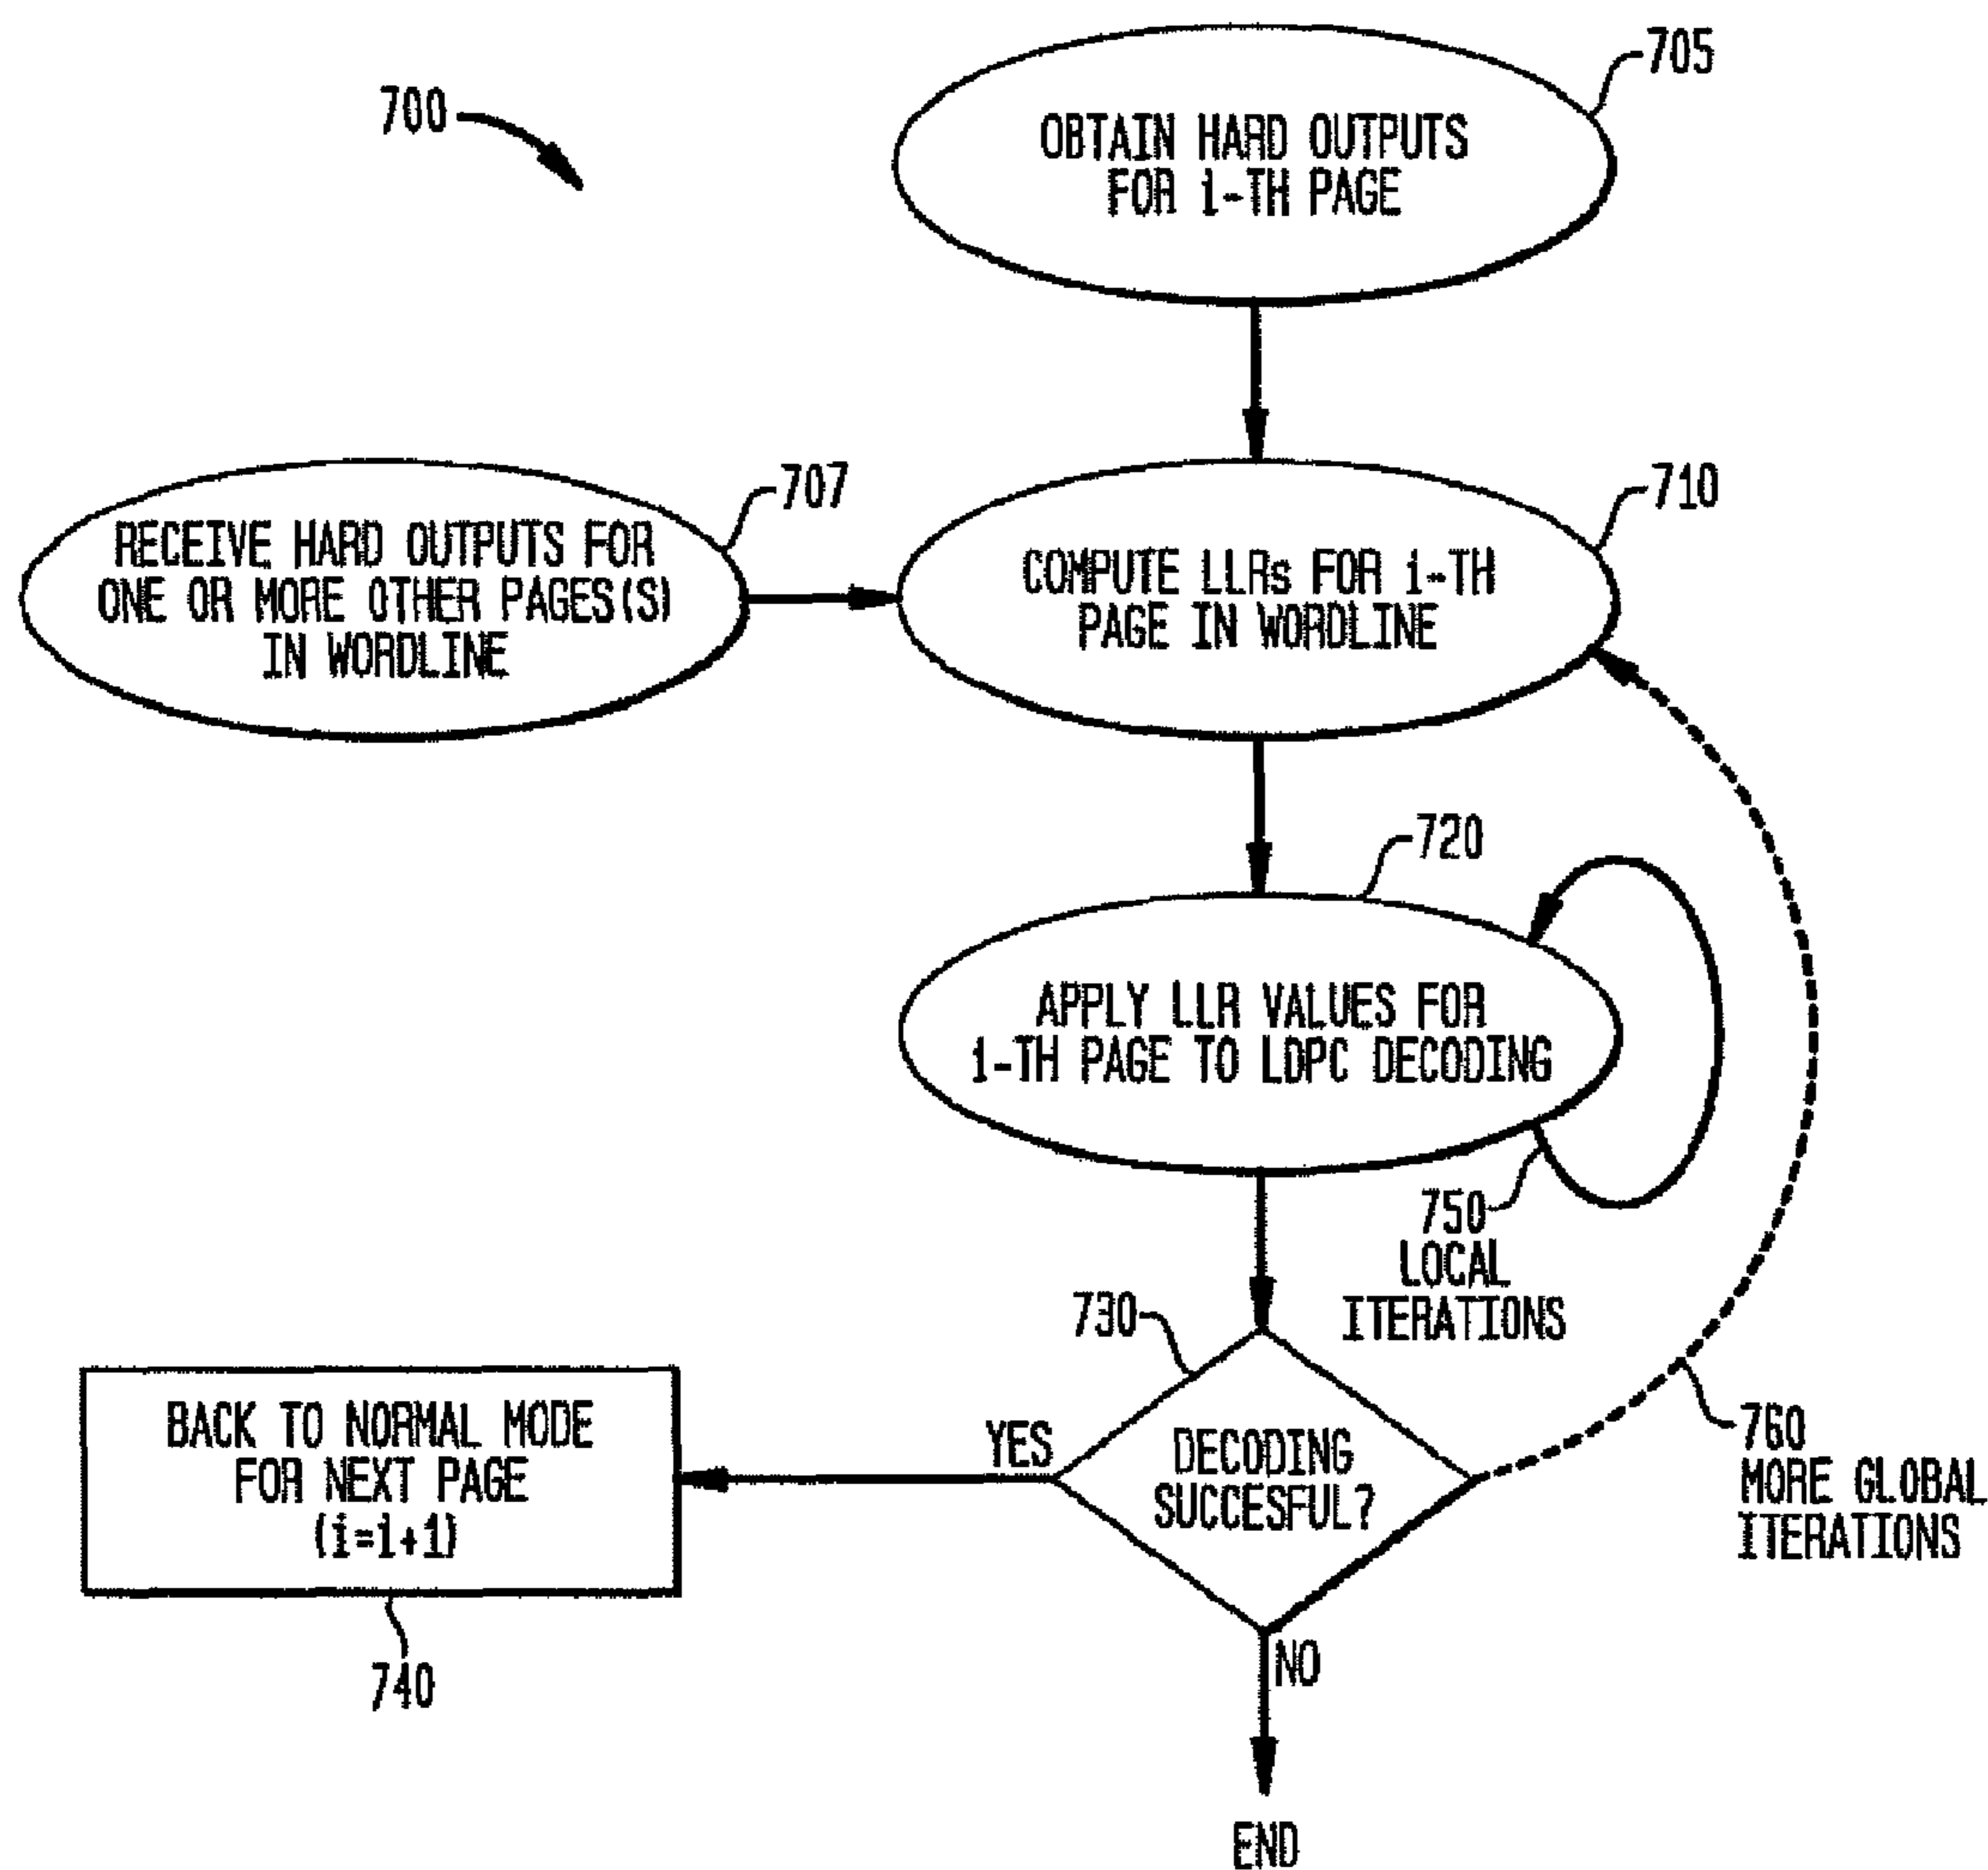 700
705
OBTAIN HARD OUTPUTS
FOR i-TH PAGE
707
RECEIVE HARD OUTPUTS FOR
ONE OR MORE OTHER PAGES(S)
IN WORDLINE
710
COMPUTE LLRs FOR i-TH
PAGE IN WORDLINE
720
APPLY LLR VALUES FOR
i-TH PAGE TO LDPC DECODING
750
LOCAL
ITERATIONS
730
DECODING
SUCCESFUL?
YES
NO
760
MORE GLOBAL
ITERATIONS
BACK TO NORMAL MODE
FOR NEXT PAGE
(i=i+1)
740
END